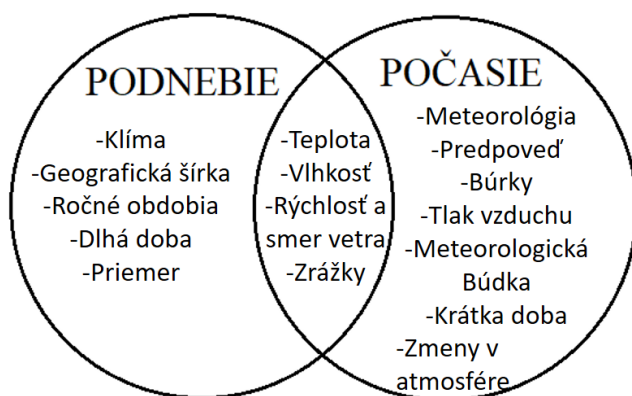 PODNEBIE
-Klíma
-Geografická šírka
-Ročné obdobia
-Dlhá doba
-Priemer
-Teplota
-Vlhkosť
-Rýchlosť a
smer vetra
-Zrážky
POČASIE
-Meteorológia
-Predpoveď
-Búrky
-Tlak vzduchu
-Meteorologická
Búdka
-Krátka doba
-Zmeny v
atmosfére